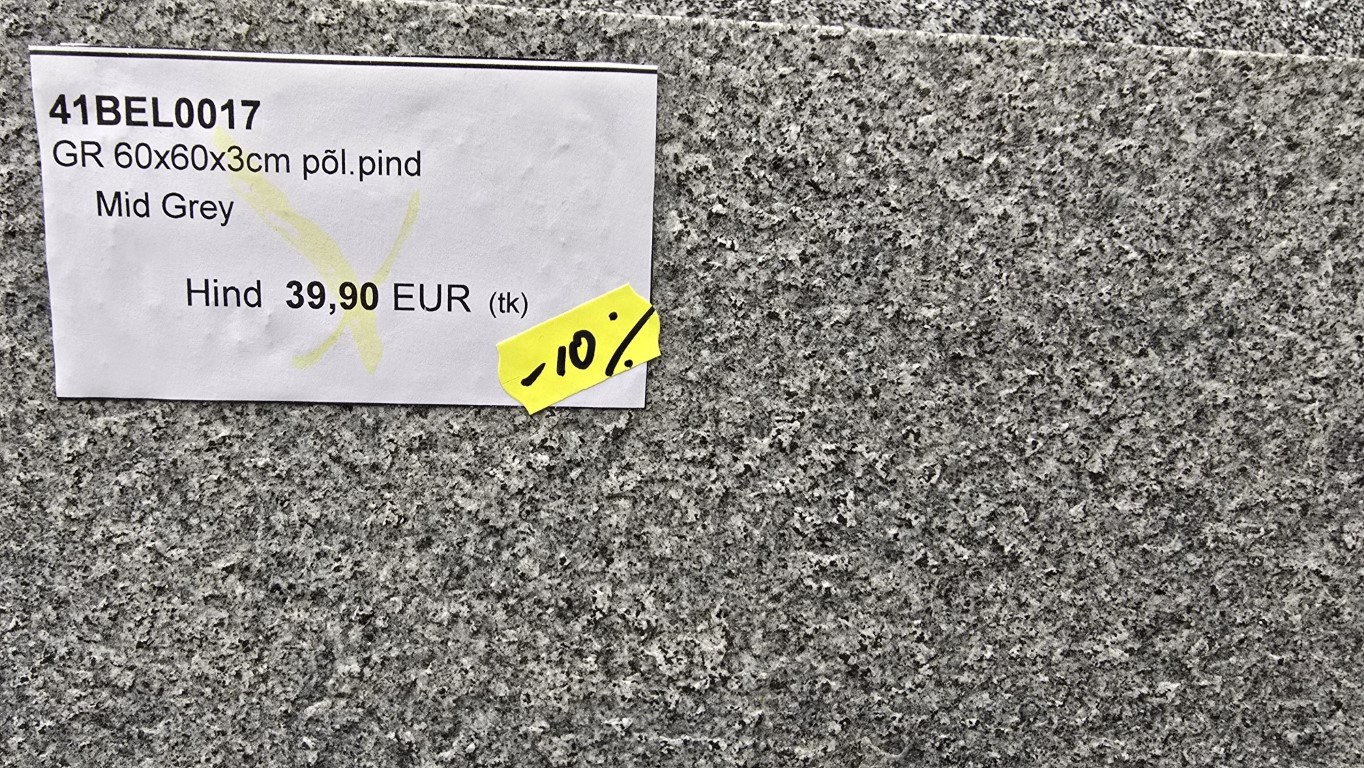 41BEL0017
GR 60x60x3cm põl.pind
Mid Grey
Hind 39,90 EUR (tk)
-10%